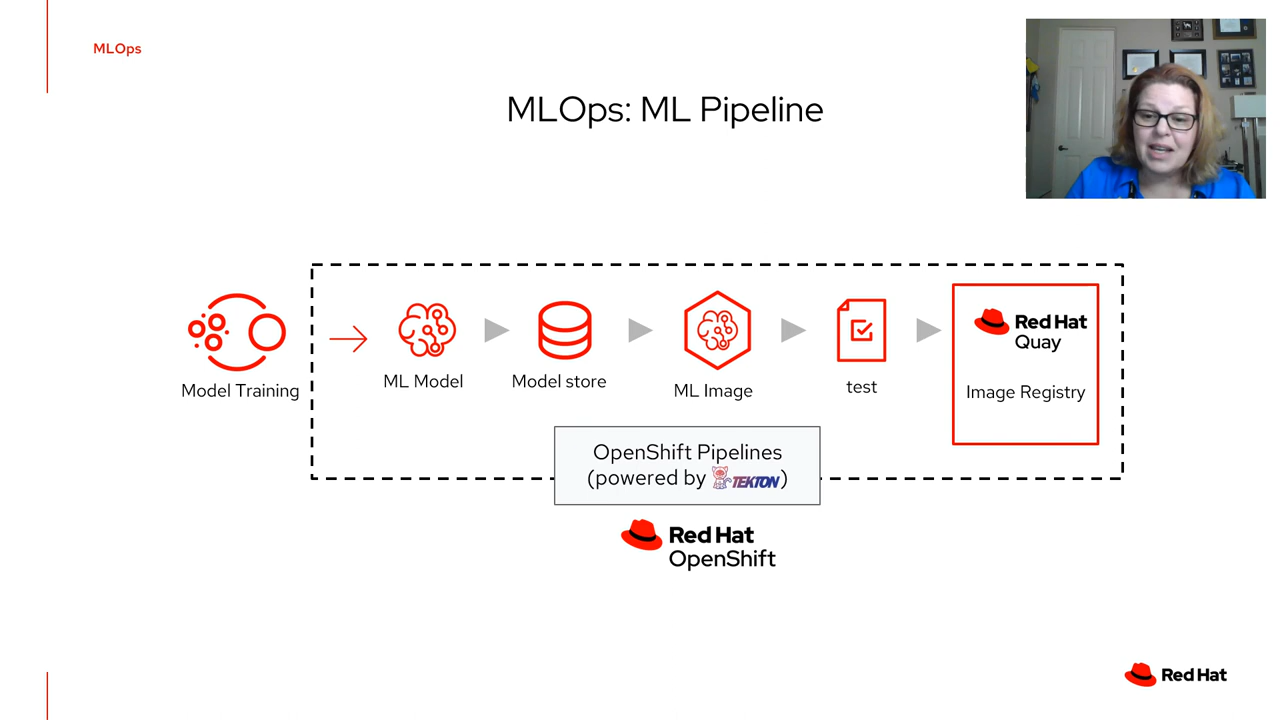 MLOps
MLOps: ML Pipeline
Model Training
ML Model
Model store
ML Image
test
Red Hat
Quay
Image Registry
OpenShift Pipelines
(powered by TEKTON)
Red Hat
OpenShift
Red Hat